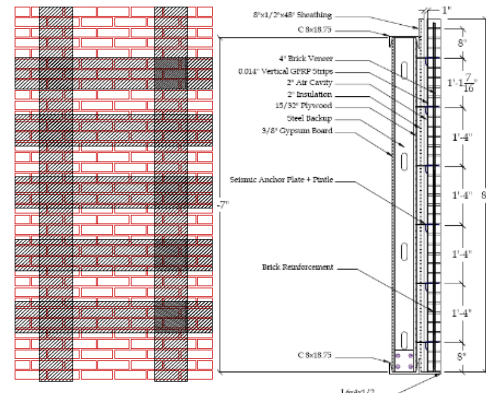 8"x1/2"x48" Sheathing
1"
C 8x18.75
8"
4" Brick Veneer
0.014" Vertical GFRP Strips
1'-1 7/16"
2" Air Cavity
2" Insulation
15/32" Plywood
Steel Backup
1'-4"
3/8" Gypsum Board
Seismic Anchor Plate + Pintle
1'-4"
-7"
8
1'-4"
Brick Reinforcement
1'-4"
C 8x18.75
8"
L6x4x1/2